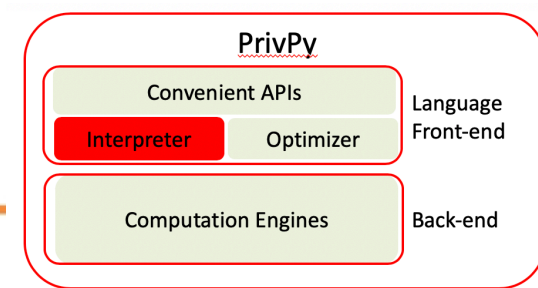 PrivPy
Convenient APIs
Interpreter
Optimizer
Language
Front-end
Computation Engines
Back-end